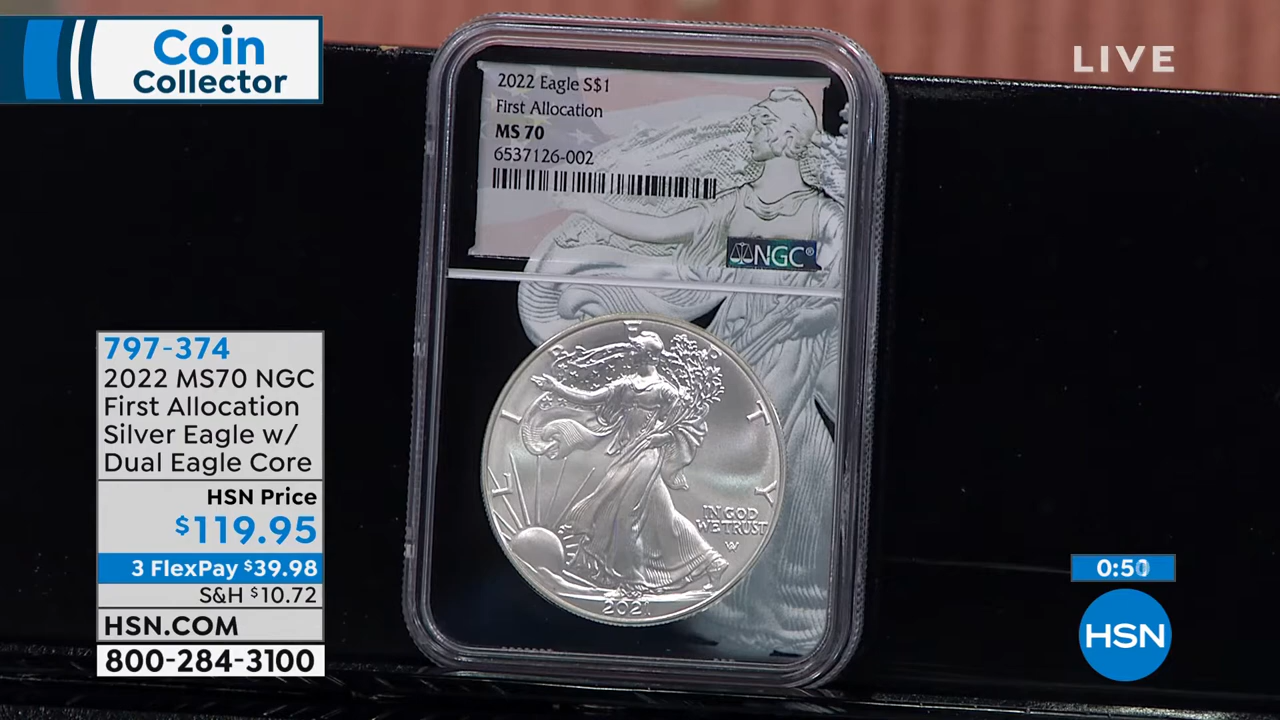 Coin
Collector
LIVE
2022 Eagle S$1
First Allocation
MS 70
6537126-002
NGC®
LIBERTY
IN GOD
WE TRUST
2021
797-374
2022 MS70 NGC
First Allocation
Silver Eagle w/
Dual Eagle Core
HSN Price
$119.95
3 FlexPay $39.98
S&H $10.72
HSN.COM
800-284-3100
0:50
HSN